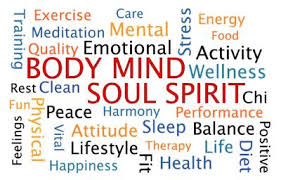 Training
Exercise
Care
Stress
Energy
Meditation
Mental
Food
Quality
Emotional
Activity
BODY MIND
Wellness
Rest
Clean
SOUL SPIRIT
Chi
Fun
Peace
Harmony
Performance
Feelings
Physical
Vital
Attitude
Sleep
Balance
Positive
Lifestyle
Therapy
Life
Diet
Happiness
Fit
Health